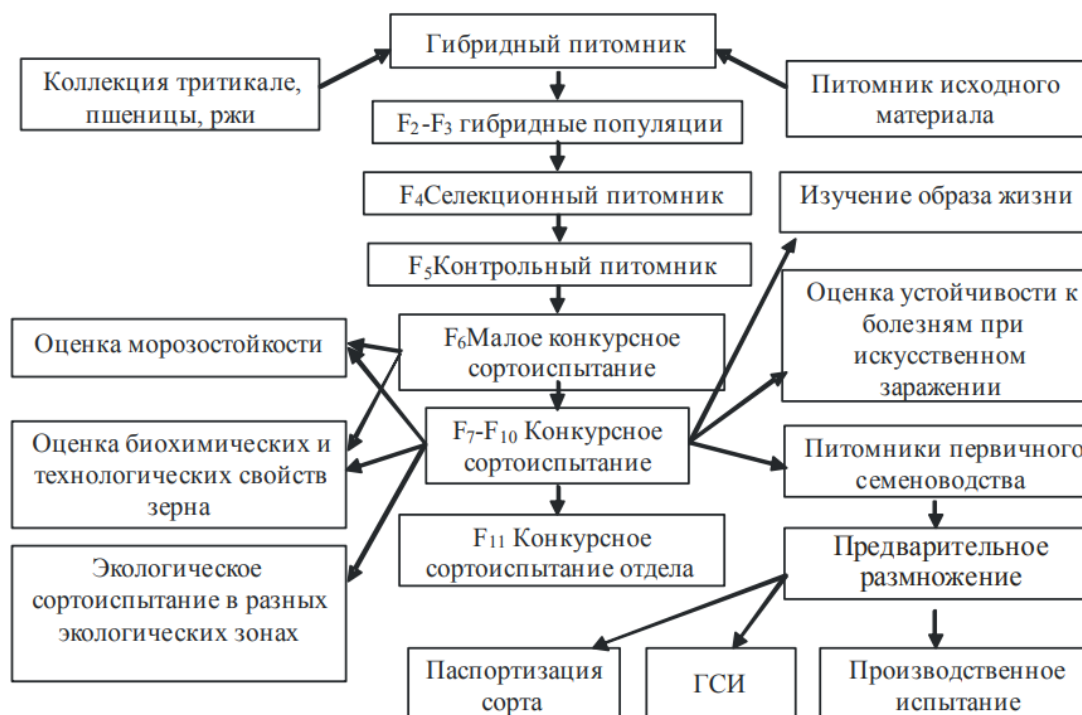 Гибридный питомник
Коллекция тритикале,
пшеницы, ржи
Питомник исходного
материала
F₂-F₃ гибридные популяции
F₄Селекционный питомник
Изучение образа жизни
F₅Контрольный питомник
Оценка устойчивости к
болезням при
искусственном
заражении
Оценка морозостойкости
F₆Малое конкурсное
сортоиспытание
Оценка биохимических и
технологических свойств
зерна
F₇-F₁₀ Конкурсное
сортоиспытание
Питомники первичного
семеноводства
F₁₁ Конкурсное
сортоиспытание отдела
Предварительное
размножение
Экологическое
сортоиспытание в разных
экологических зонах
Паспортизация
сорта
ГСИ
Производственное
испытание